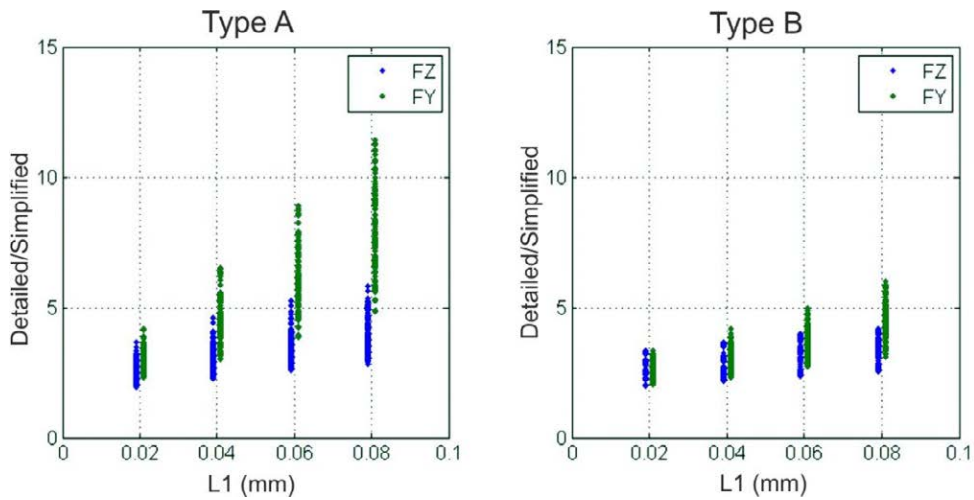 Type A
15
10
5
0
Detailed/Simplified
FZ
FY
0 0.02 0.04 0.06 0.08 0.1
L1 (mm)
Type B
15
10
5
0
Detailed/Simplified
FZ
FY
0 0.02 0.04 0.06 0.08 0.1
L1 (mm)